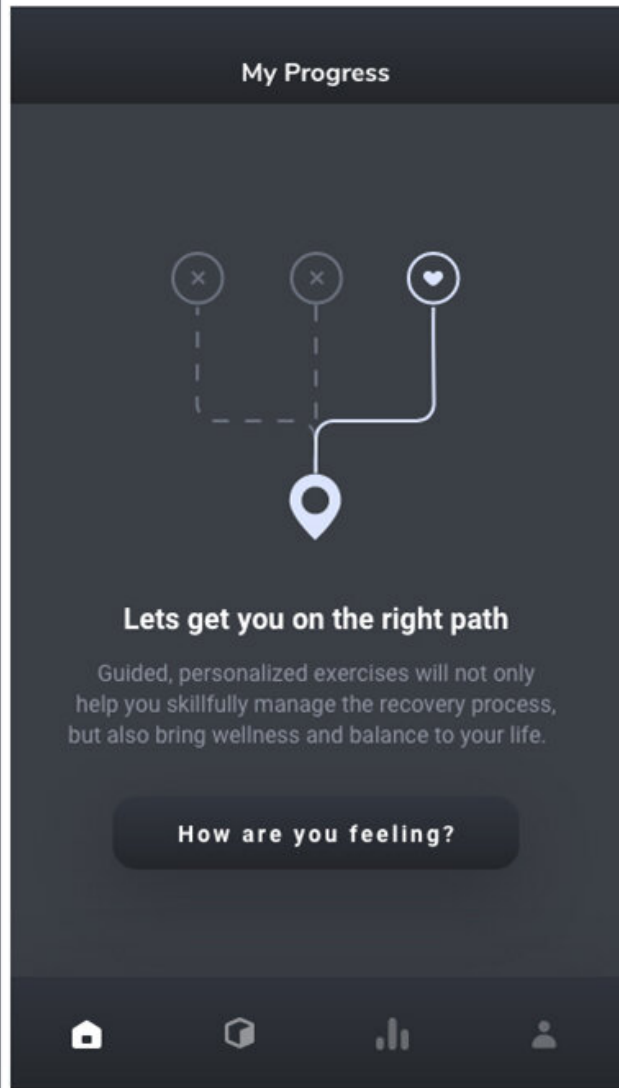 My Progress
Lets get you on the right path
Guided, personalized exercises will not only
help you skillfully manage the recovery process,
but also bring wellness and balance to your life.
How are you feeling?